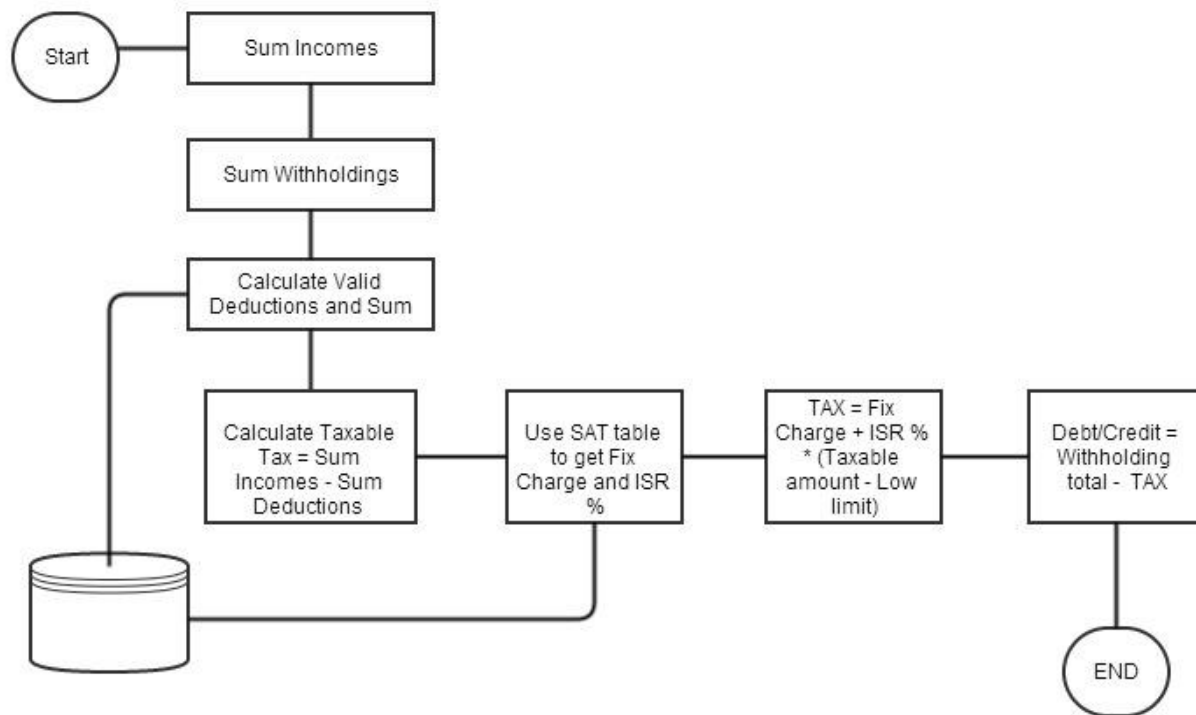 Start
Sum Incomes
Sum Withholdings
Calculate Valid
Deductions and Sum
Calculate Taxable
Tax = Sum
Incomes - Sum
Deductions
Use SAT table
to get Fix
Charge and ISR
%
TAX = Fix
Charge + ISR %
* (Taxable
amount - Low
limit)
Debt/Credit =
Withholding
total - TAX
END